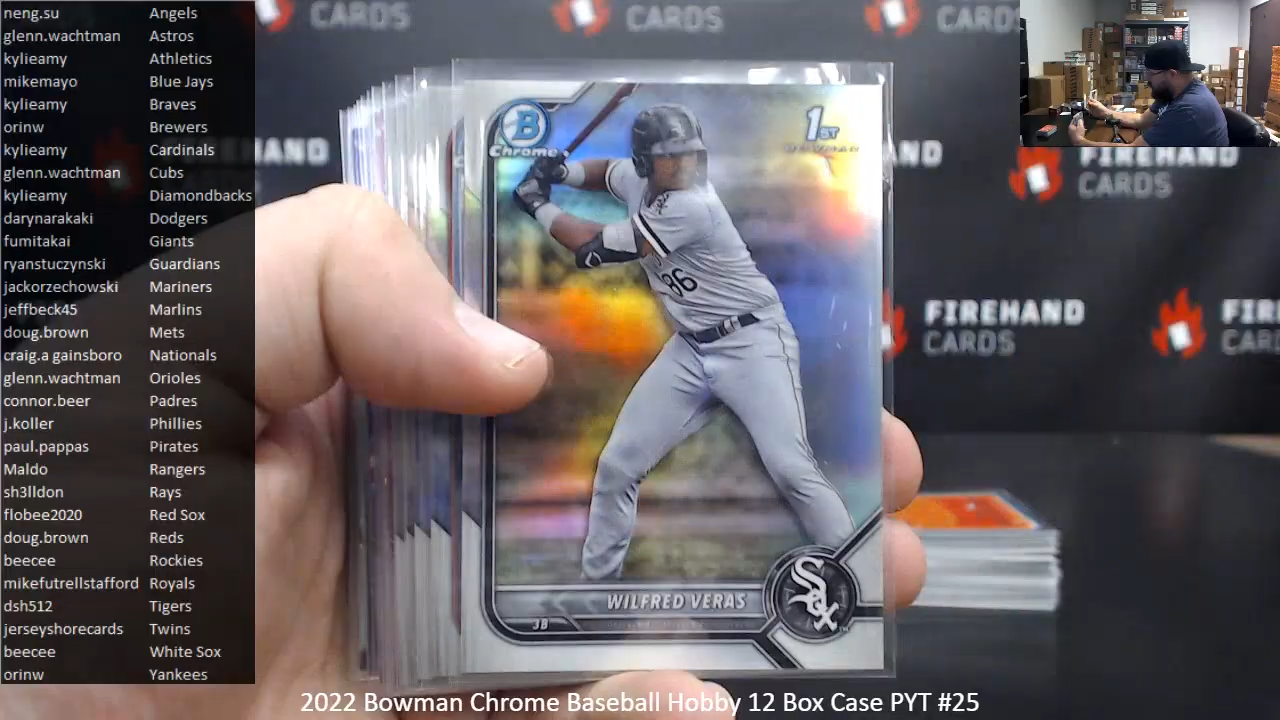 neng.su Angels
glenn.wachtman Astros
kylieamy Athletics
mikemayo Blue Jays
kylieamy Braves
orinw Brewers
kylieamy Cardinals
glenn.wachtman Cubs
kylieamy Diamondbacks
darynarakaki Dodgers
fumitakai Giants
ryanstuczynski Guardians
jackorzechowski Mariners
jeffbeck45 Marlins
doug.brown Mets
craig.a gainsboro Nationals
glenn.wachtman Orioles
connor.beer Padres
j.koller Phillies
paul.pappas Pirates
Maldo Rangers
sh3lldon Rays
flobee2020 Red Sox
doug.brown Reds
beecee Rockies
mikefutrellstafford Royals
dsh512 Tigers
jerseyshorecards Twins
beecee White Sox
orinw Yankees
CARDS
CARDS
CARDS
B
Chrome
1ST
BOWMAN
86
WILFRED VERAS
3B
Sox
FIREHAND
CARDS
FIREHAND
CARDS
FIREHAND
CARDS
2022 Bowman Chrome Baseball Hobby 12 Box Case PYT #25